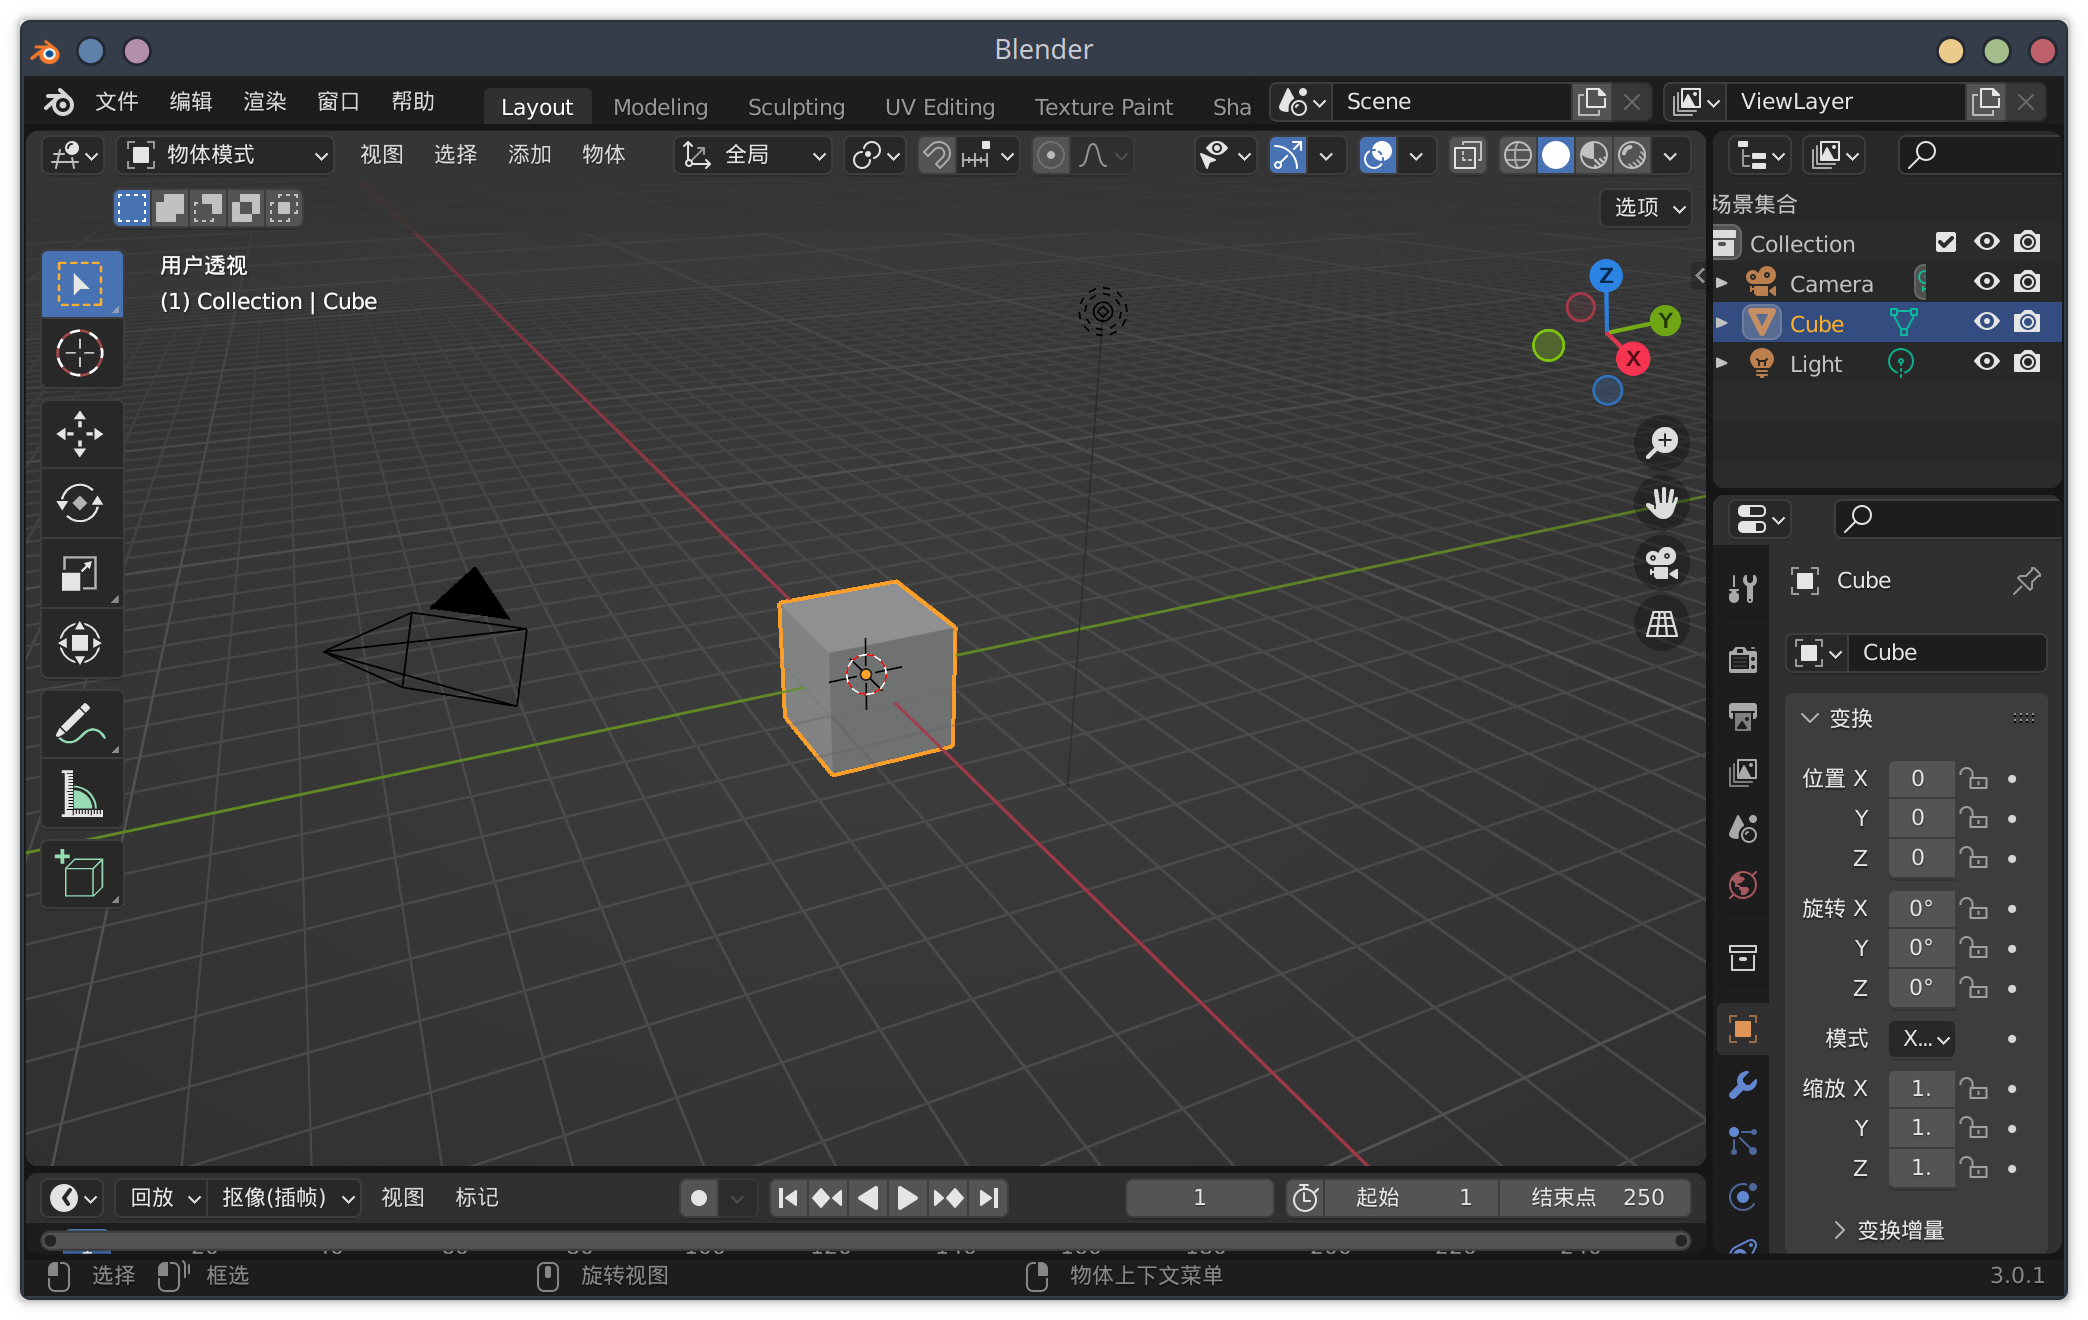 Blender
文件 编辑 渲染 窗口 帮助 Layout Modeling Sculpting UV Editing Texture Paint Sha Scene ViewLayer
物体模式 视图 选择 添加 物体 全局
选项
用户透视
(1) Collection | Cube
Z
Y
X
场景集合
Collection
Camera
Cube
Light
Cube
Cube
变换
位置 X 0
Y 0
Z 0
旋转 X 0°
Y 0°
Z 0°
模式 X...
缩放 X 1.
Y 1.
Z 1.
变换增量
回放 抠像(插帧) 视图 标记 1 起始 1 结束点 250
选择 框选 旋转视图 物体上下文菜单 3.0.1